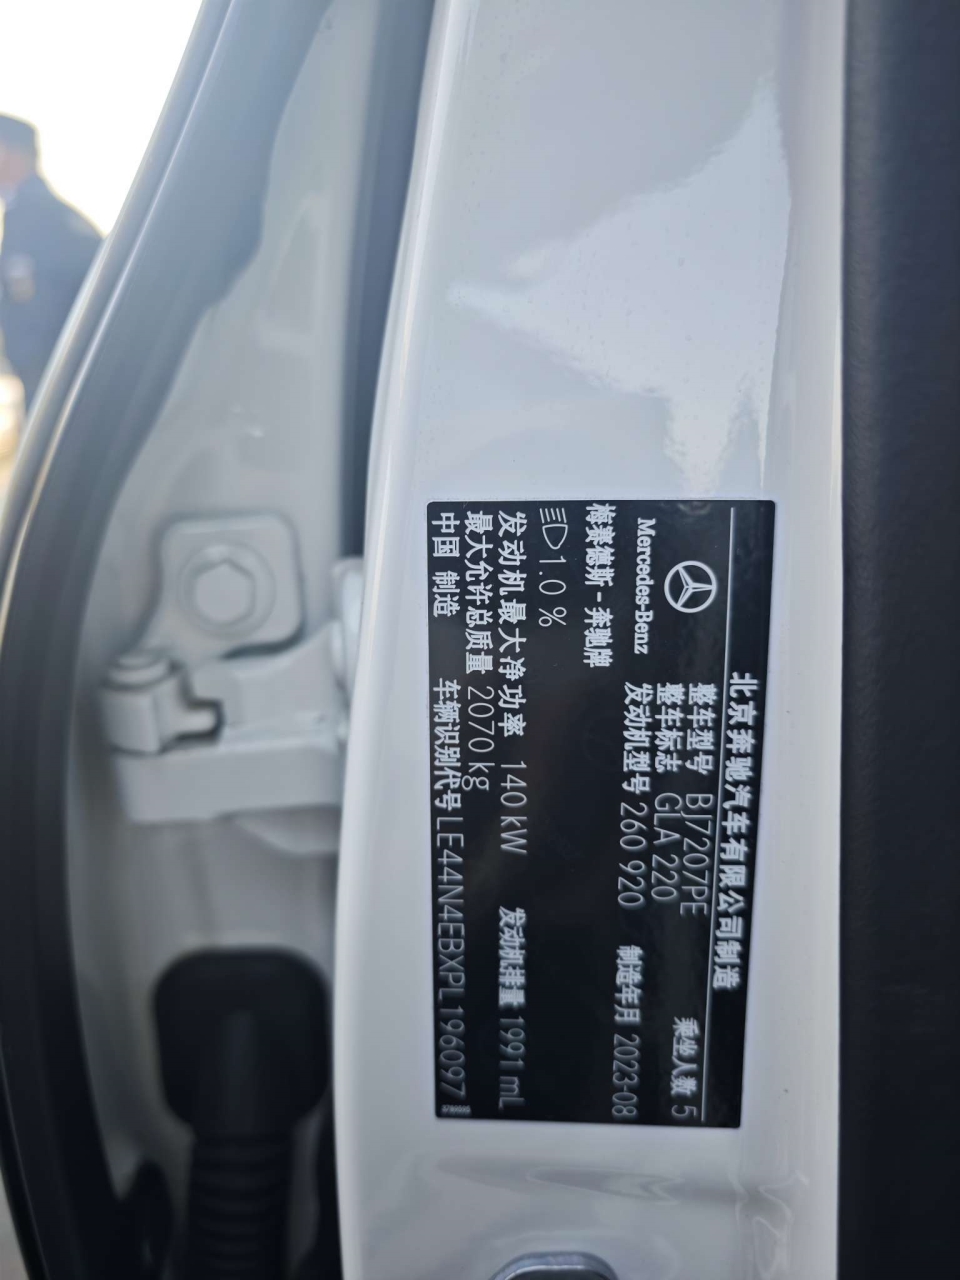 北京奔驰汽车有限公司制造
Mercedes-Benz
整车型号 BJ7207PE 乘坐人数 5
整车标志 GLA 220
发动机型号 260 920 制造年月 2023-08
梅赛德斯-奔驰牌
1.0 %
发动机最大净功率 140 kW 发动机排量 1991 mL
最大允许总质量 2070 kg
中国 制造 车辆识别代号 LE44N4EBXPL196097